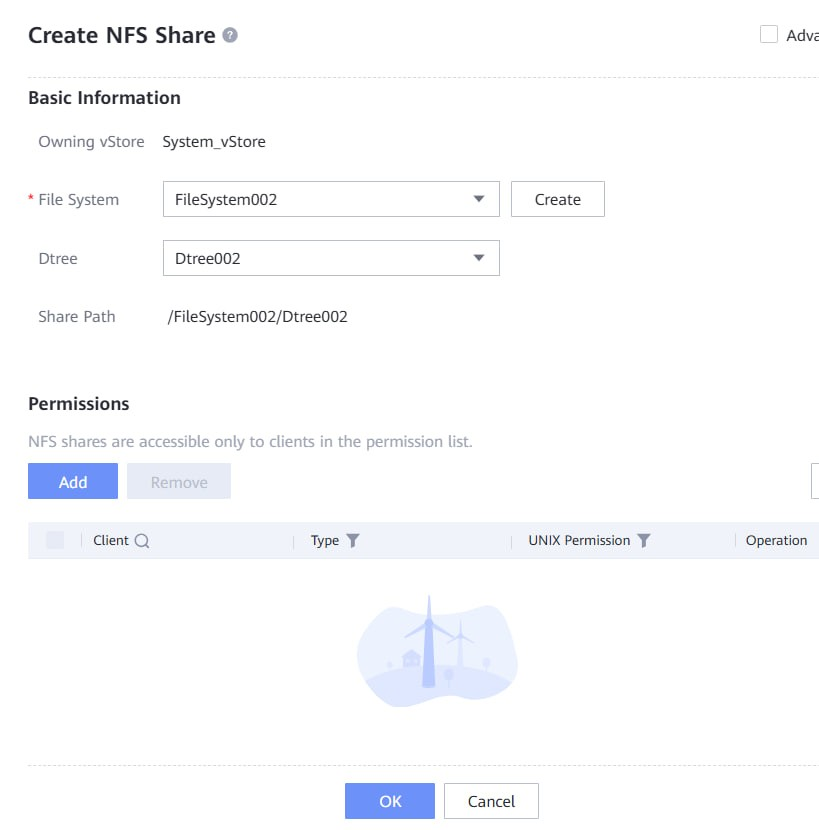 Create NFS Share ?
Basic Information
Owning vStore System_vStore
* File System FileSystem002 Create
Dtree Dtree002
Share Path /FileSystem002/Dtree002
Permissions
NFS shares are accessible only to clients in the permission list.
Add Remove
Client Type UNIX Permission Operation
OK Cancel